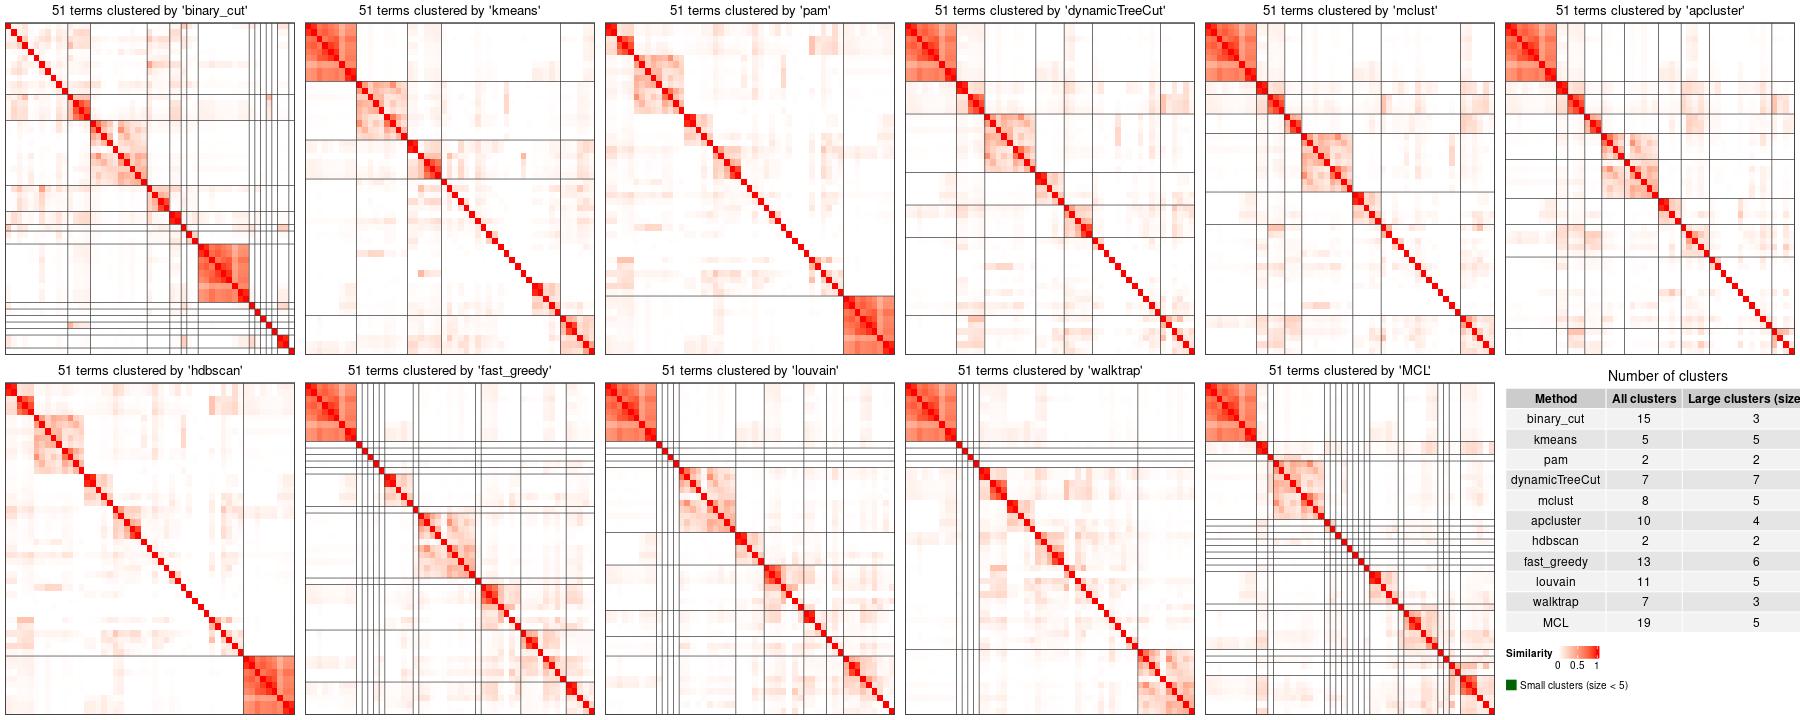 51 terms clustered by 'binary_cut'
51 terms clustered by 'kmeans'
51 terms clustered by 'pam'
51 terms clustered by 'dynamicTreeCut'
51 terms clustered by 'mclust'
51 terms clustered by 'apcluster'
51 terms clustered by 'hdbscan'
51 terms clustered by 'fast_greedy'
51 terms clustered by 'louvain'
51 terms clustered by 'walktrap'
51 terms clustered by 'MCL'
Number of clusters
Method All clusters Large clusters (size
binary_cut 15 3
kmeans 5 5
pam 2 2
dynamicTreeCut 7 7
mclust 8 5
apcluster 10 4
hdbscan 2 2
fast_greedy 13 6
louvain 11 5
walktrap 7 3
MCL 19 5
Similarity
0 0.5 1
Small clusters (size < 5)